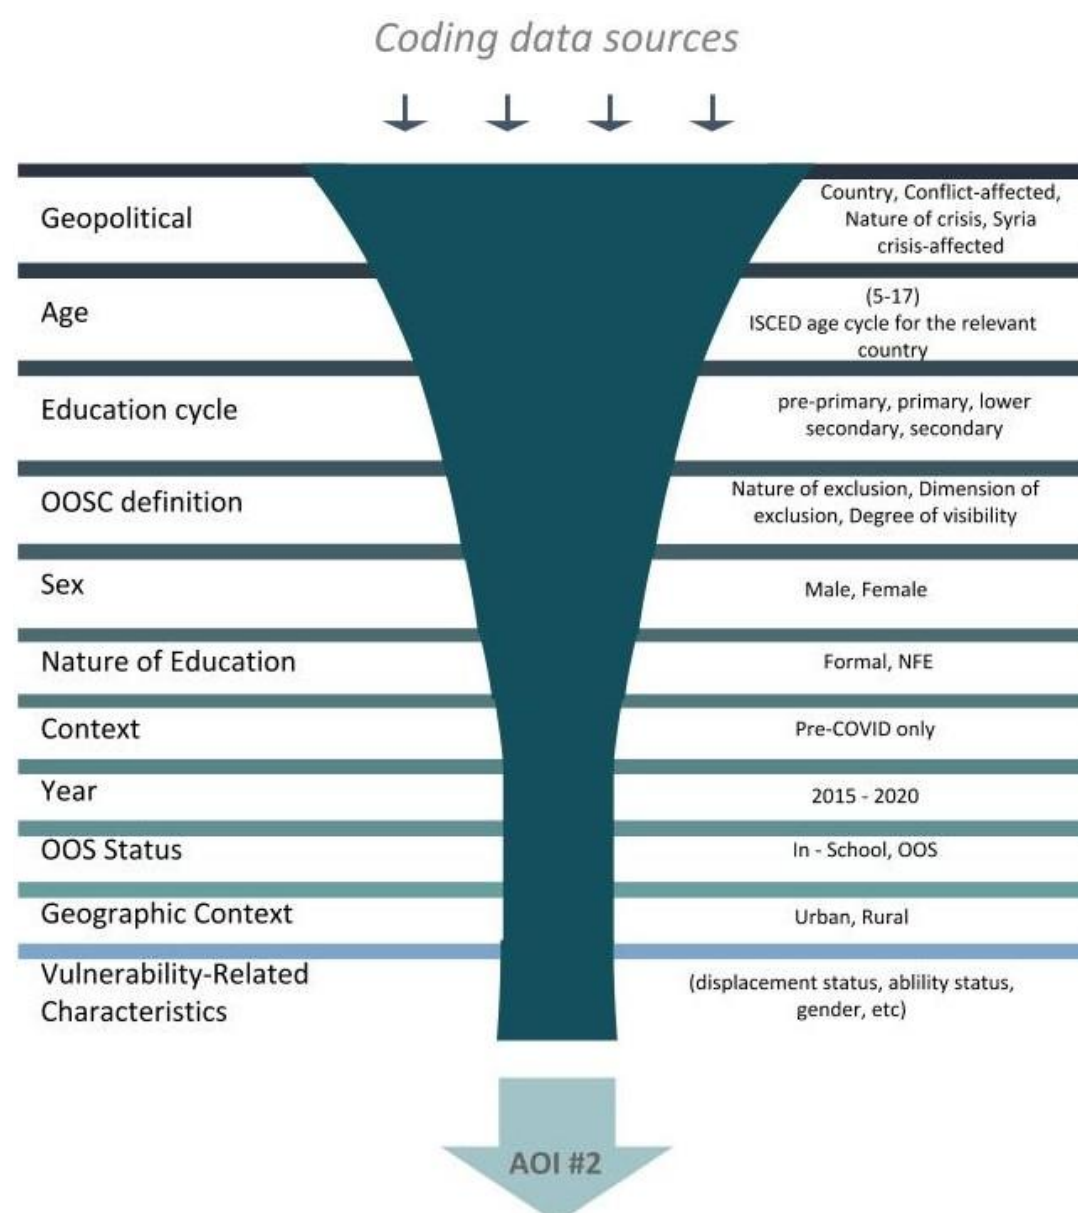 Coding data sources
Geopolitical
Country, Conflict-affected,
Nature of crisis, Syria
crisis-affected
Age
(5-17)
ISCED age cycle for the relevant
country
Education cycle
pre-primary, primary, lower
secondary, secondary
OOSC definition
Nature of exclusion, Dimension of
exclusion, Degree of visibility
Sex
Male, Female
Nature of Education
Formal, NFE
Context
Pre-COVID only
Year
2015 - 2020
OOS Status
In - School, OOS
Geographic Context
Urban, Rural
Vulnerability-Related
Characteristics
(displacement status, ablility status,
gender, etc)
AOI #2